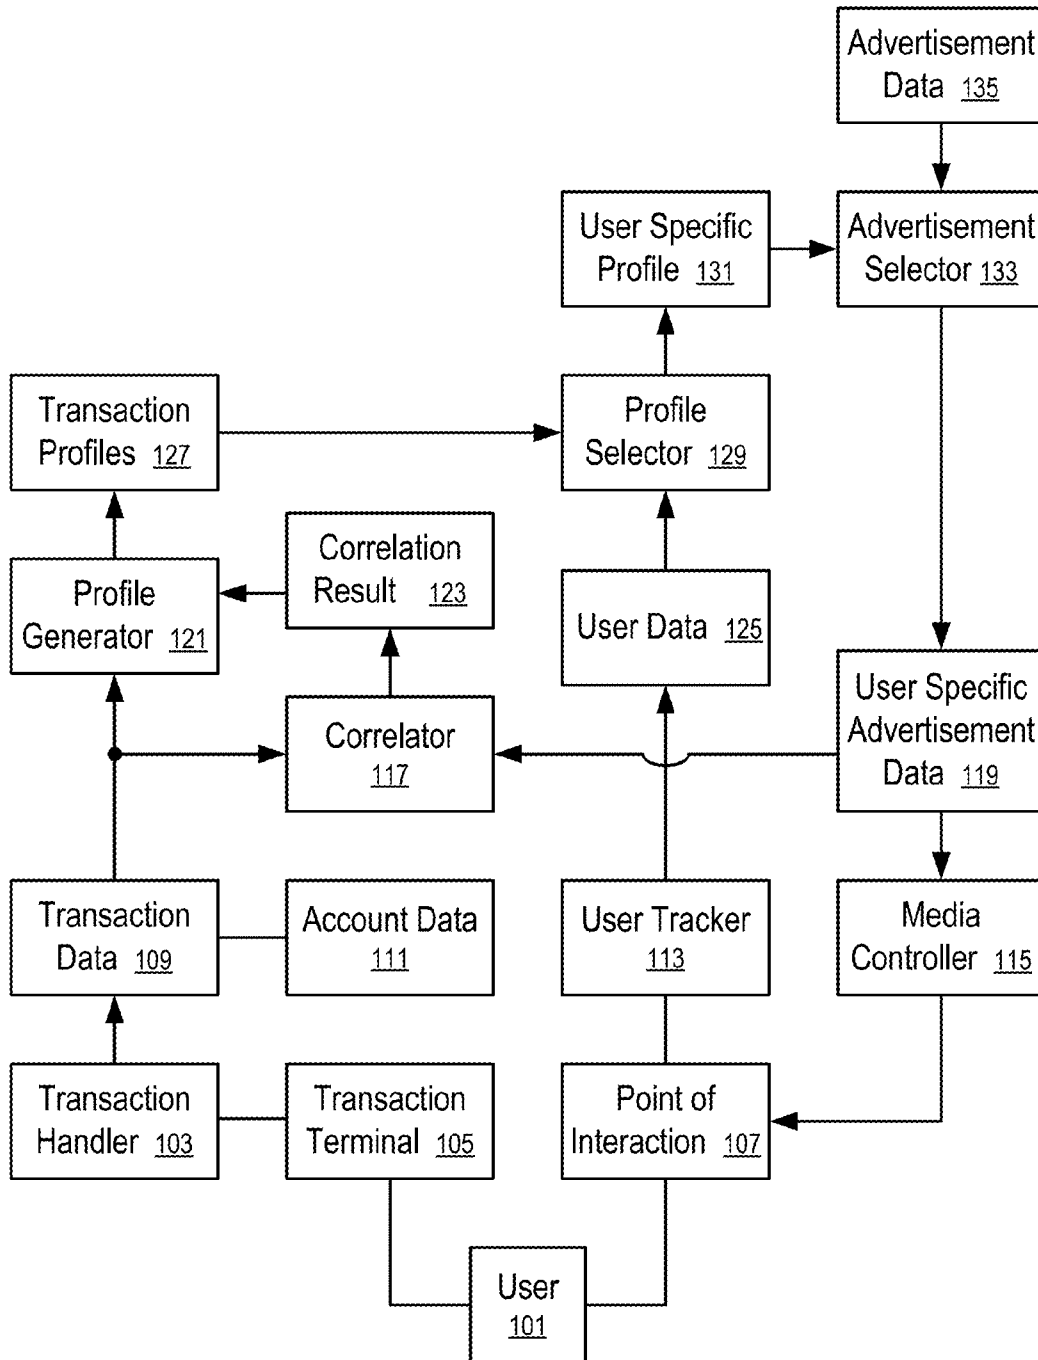 Advertisement
Data 135
User Specific
Profile 131
Advertisement
Selector 133
Transaction
Profiles 127
Profile
Selector 129
Correlation
Result 123
Profile
Generator 121
User Data 125
Correlator
117
User Specific
Advertisement
Data 119
Transaction
Data 109
Account Data
111
User Tracker
113
Media
Controller 115
Transaction
Handler 103
Transaction
Terminal 105
Point of
Interaction 107
User
101